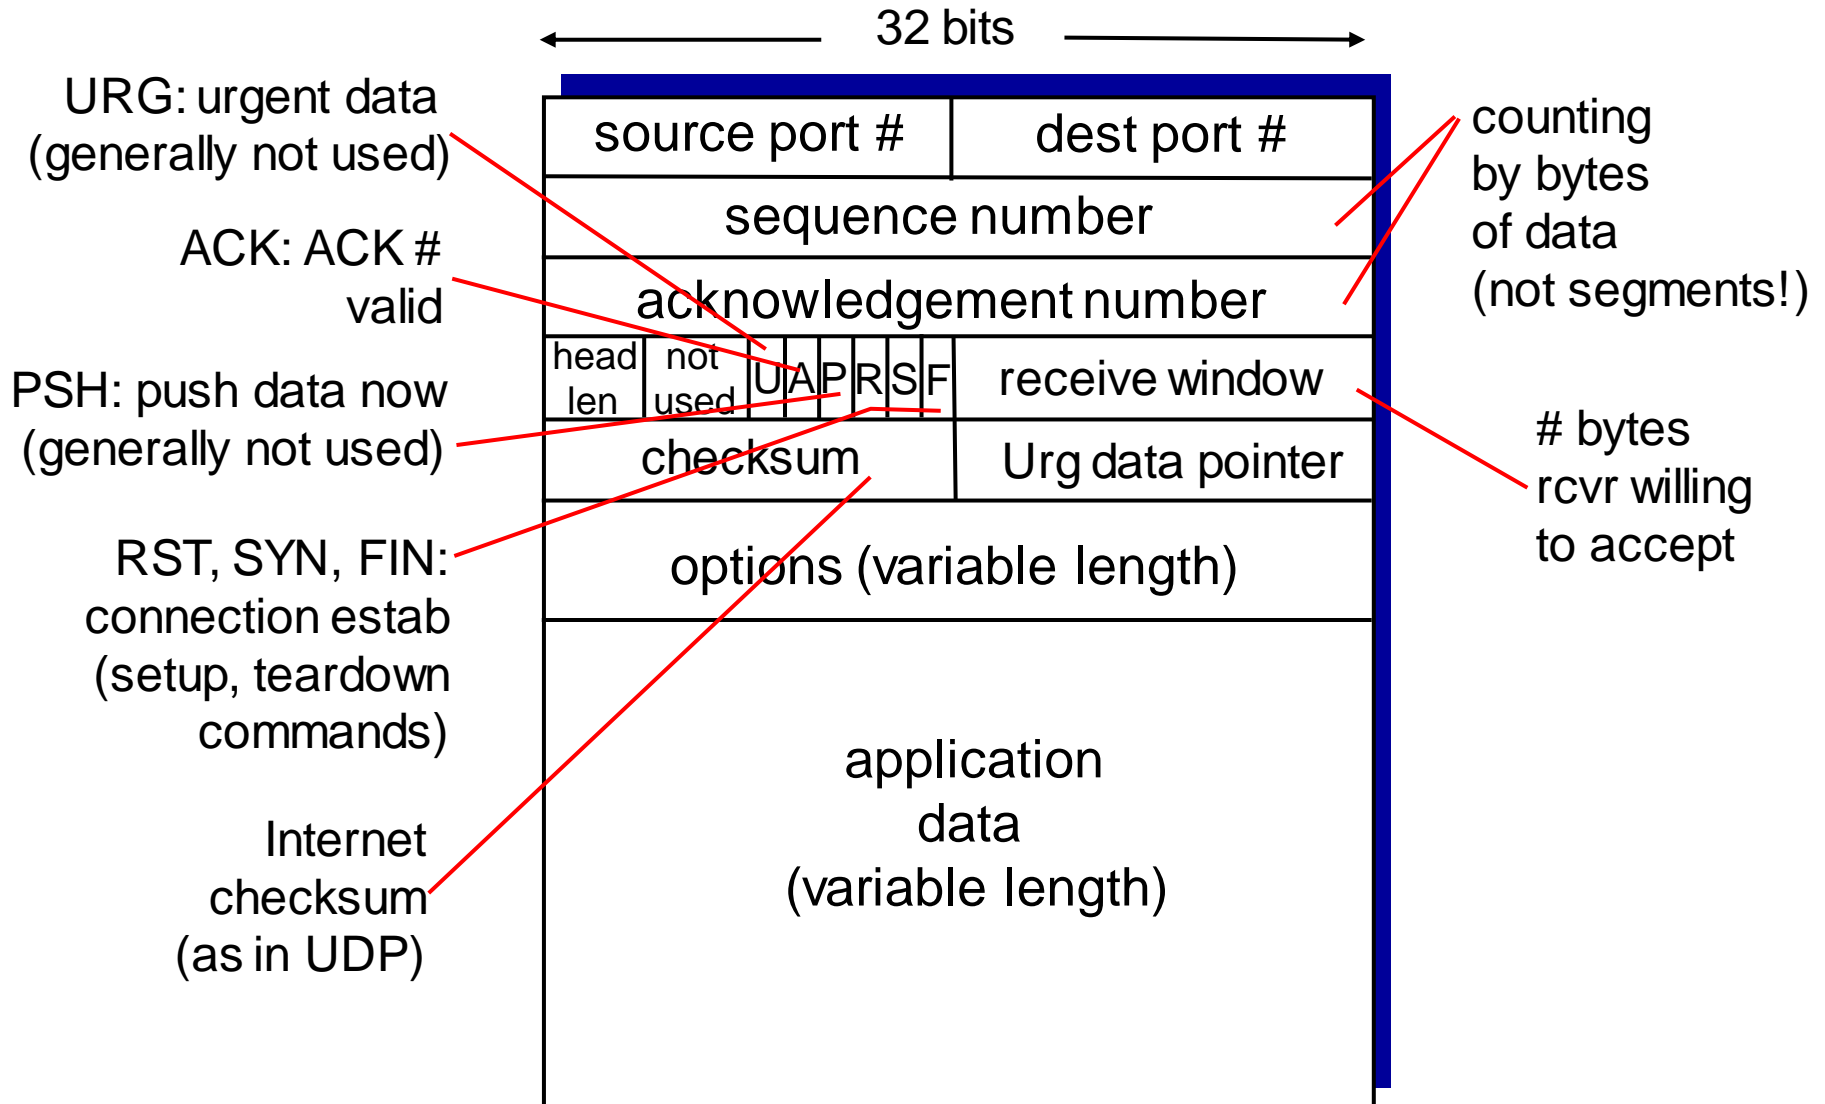 32 bits
URG: urgent data
(generally not used)
ACK: ACK #
valid
PSH: push data now
(generally not used)
RST, SYN, FIN:
connection estab
(setup, teardown
commands)
Internet
checksum
(as in UDP)
source port # dest port #
sequence number
acknowledgement number
head
len
not
used
U A P R S F
receive window
checksum Urg data pointer
options (variable length)
application
data
(variable length)
counting
by bytes
of data
(not segments!)
# bytes
rcvr willing
to accept